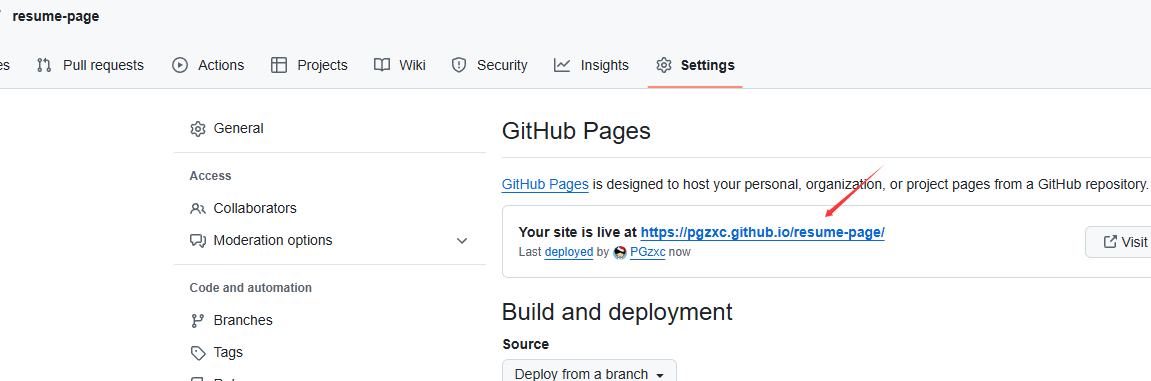 resume-page
es Pull requests Actions Projects Wiki Security Insights Settings
General
Access
Collaborators
Moderation options
Code and automation
Branches
Tags
GitHub Pages
GitHub Pages is designed to host your personal, organization, or project pages from a GitHub repository.
Your site is live at https://pgzxc.github.io/resume-page/
Last deployed by PGzxc now
Visit
Build and deployment
Source
Deploy from a branch